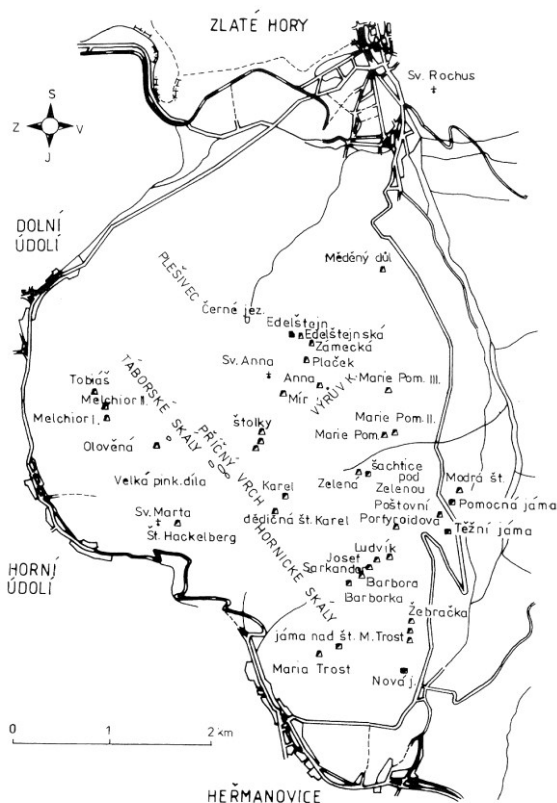 ZLATÉ HORY
Sv. Rochus
S
Z V
J
DOLNÍ
ÚDOLÍ
Měděný důl
PLEŠIVEC
Černé jez.
Edelštejn
Edelštejnská
Zámecká
Plaček
Sv. Anna
Anna
Mír
VÝRŮVK
Marie Pom. III.
Tobiáš
Melchior II.
Melchior I.
TÁBORSKÉ SKÁLY
Marie Pom. II.
Marie Pom.
štolky
PŘÍČNÝ VRCH
Olověná
Velká pink. díla
Zelená
šachtice
pod
Zelenou
Modrá št.
Karel
Pomocná jáma
Poštovní
Sv. Marta
dědičná št. Karel
Portyroidova
Těžní jáma
Št. Hackelberg
HORNICKÉ SKÁLY
HORNÍ
ÚDOLÍ
Ludvík
Josef
Sarkander
Barbora
Barborka
Žebračka
jáma nad št. M. Trost
Maria Trost
Nová j.
0 2 km
HEŘMANOVICE